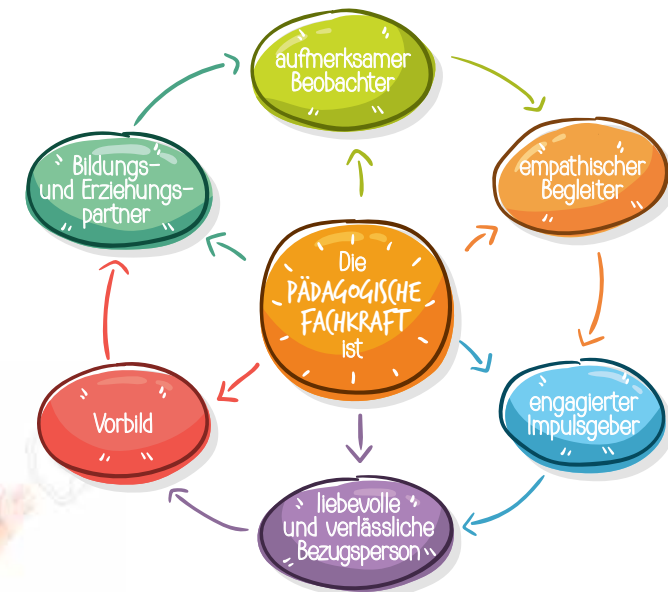 aufmerksamer
Beobachter
empathischer
Begleiter
engagierter
Impulsgeber
liebevolle
und verlässliche
Bezugsperson
Vorbild
Bildungs-
und Erziehungs-
partner
Die
PÄDAGOGISCHE
FACHKRAFT
ist